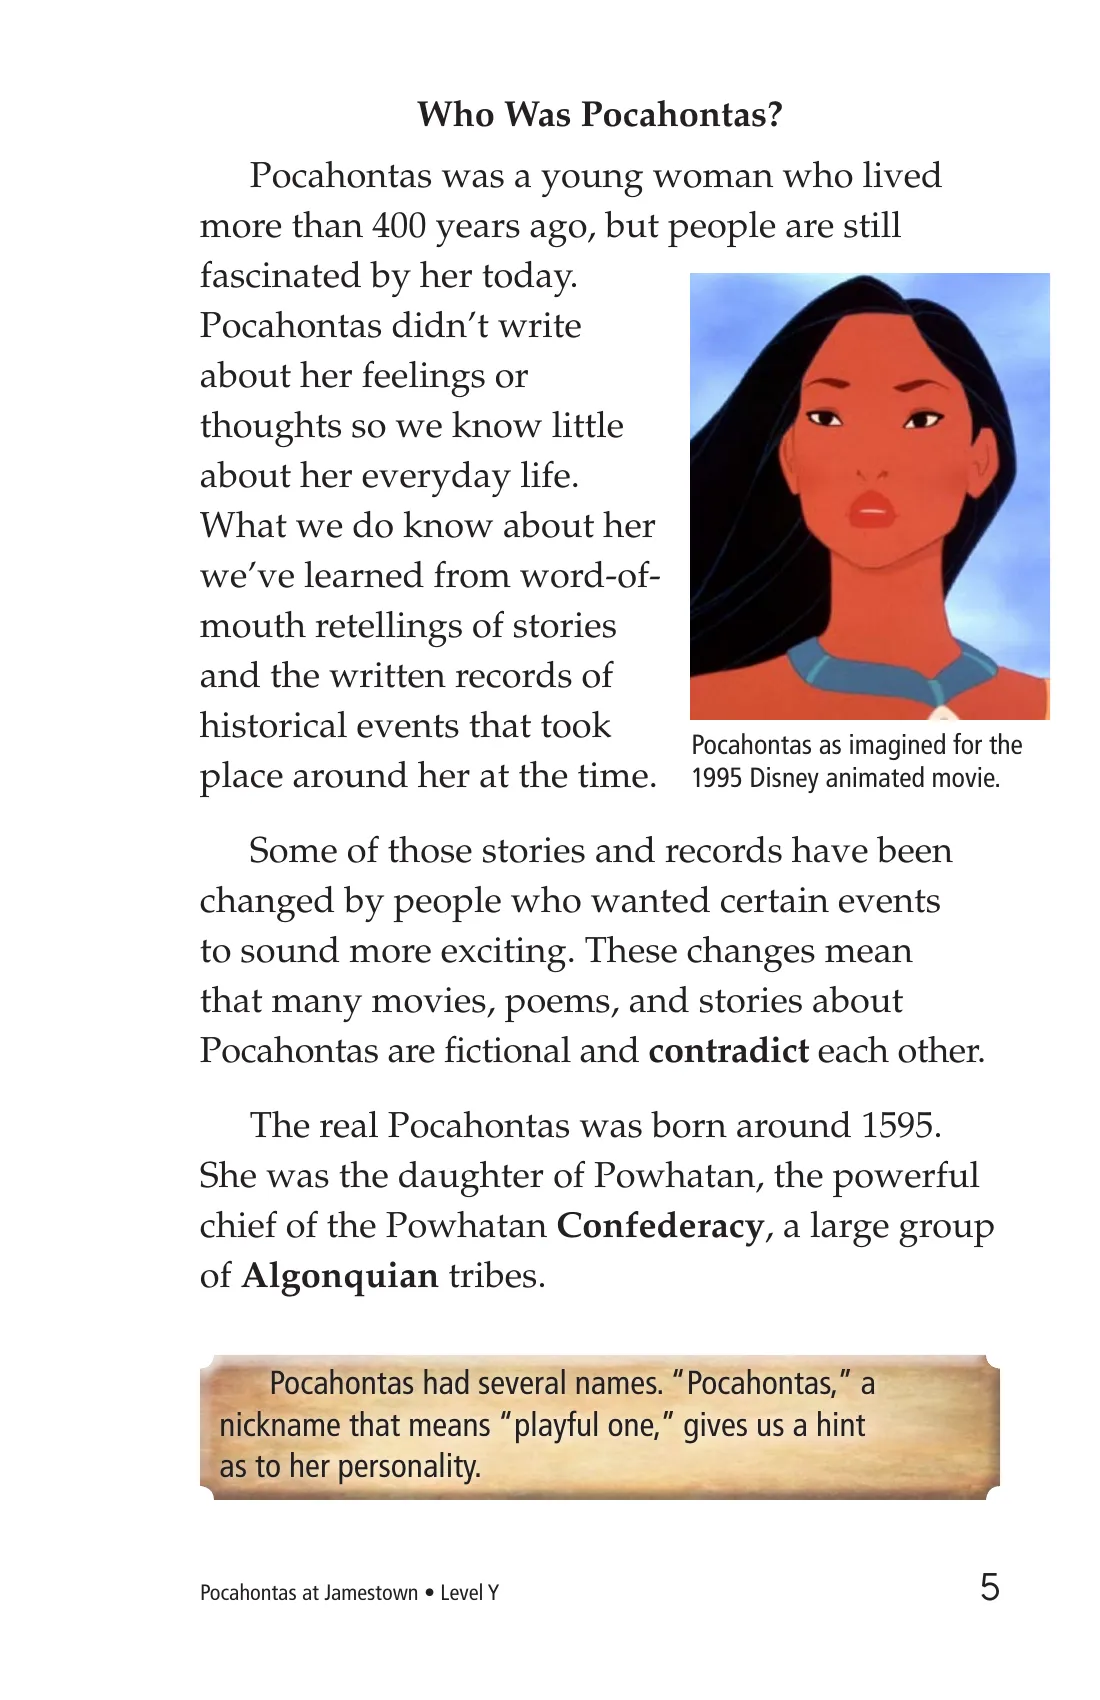 Who Was Pocahontas?
Pocahontas was a young woman who lived
more than 400 years ago, but people are still
fascinated by her today.
Pocahontas didn’t write
about her feelings or
thoughts so we know little
about her everyday life.
What we do know about her
we’ve learned from word-of-
mouth retellings of stories
and the written records of
historical events that took
place around her at the time.
Pocahontas as imagined for the
1995 Disney animated movie.
Some of those stories and records have been
changed by people who wanted certain events
to sound more exciting. These changes mean
that many movies, poems, and stories about
Pocahontas are fictional and contradict each other.
The real Pocahontas was born around 1595.
She was the daughter of Powhatan, the powerful
chief of the Powhatan Confederacy, a large group
of Algonquian tribes.
Pocahontas had several names. “Pocahontas,” a
nickname that means “playful one,” gives us a hint
as to her personality.
Pocahontas at Jamestown • Level Y
5